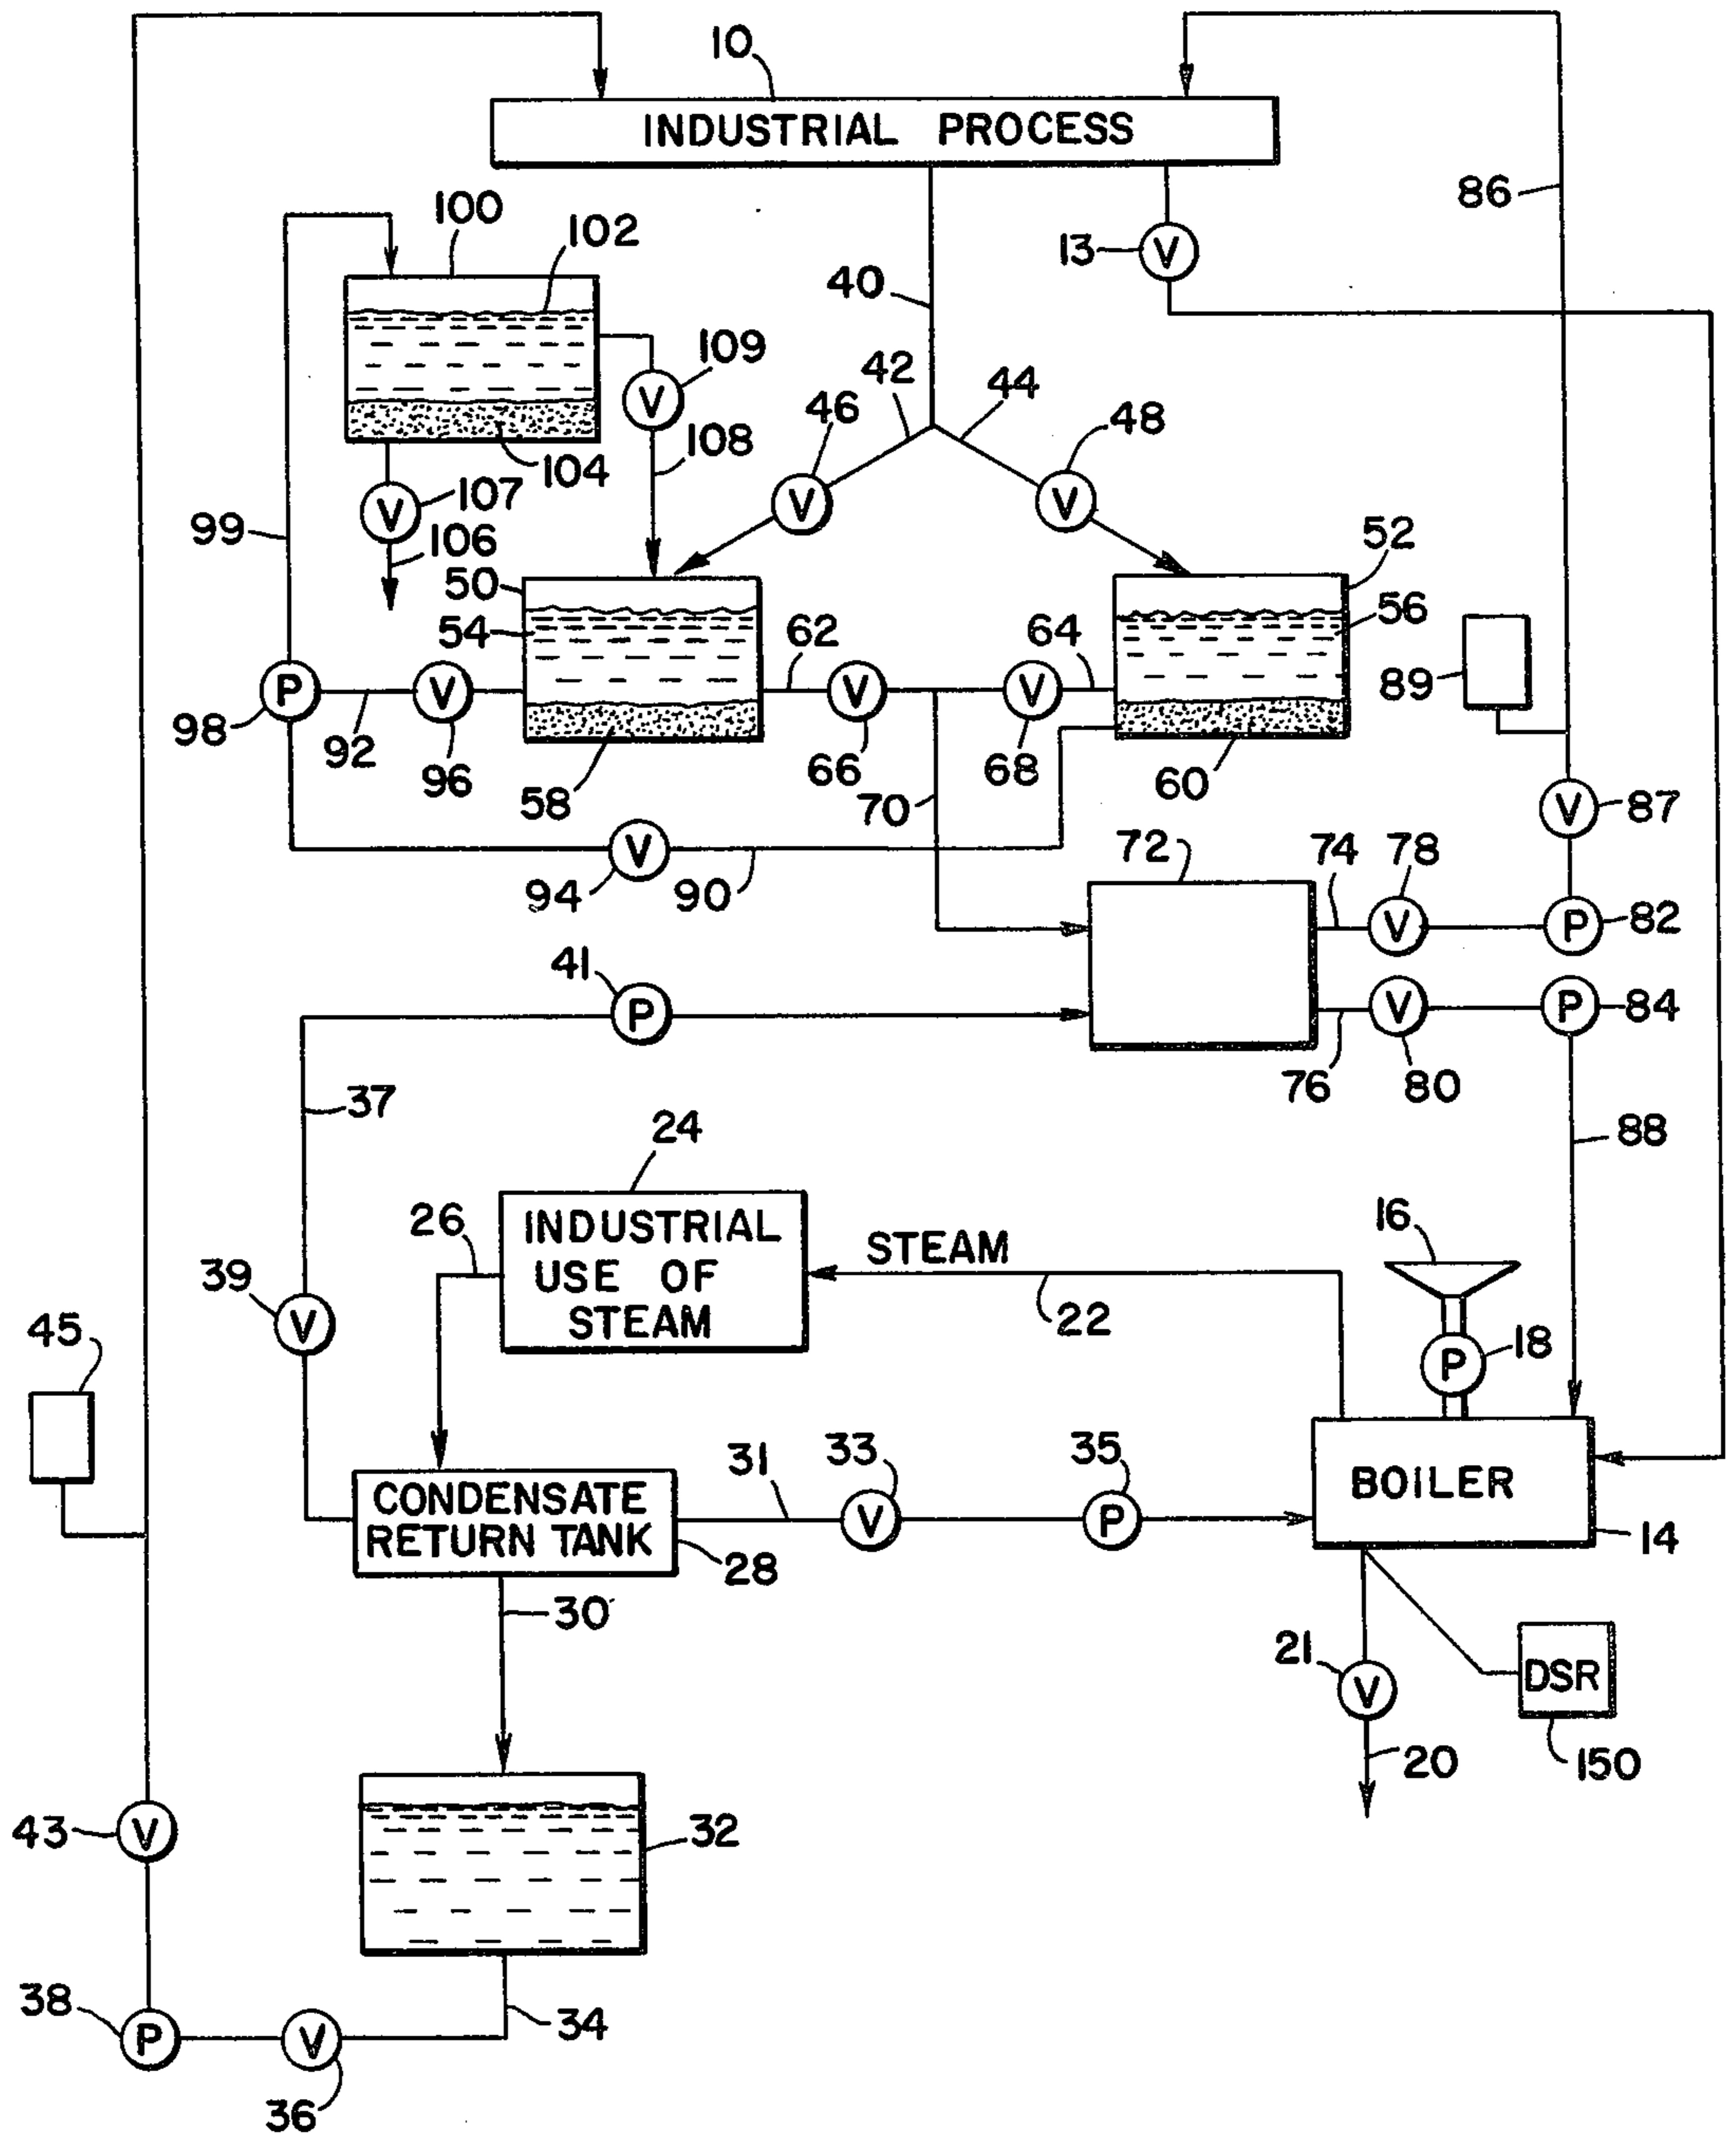 10
INDUSTRIAL PROCESS
86
100
102
13 V
40
109
V
42
44
46
48
108
104
V
107
V
V
99
106
52
50
54
56
62
64
89
P
V
V
V
98
92
96
58
66
68
60
70
V
87
V
94
90
72
74
78
V
P
82
41
P
V
P
84
76
80
37
88
24
26
INDUSTRIAL
USE OF
STEAM
STEAM
22
16
39
V
45
P
18
31
33
35
CONDENSATE
RETURN TANK
28
V
P
BOILER
14
30
21
V
DSR
20
150
43
V
32
38
P
V
34
36